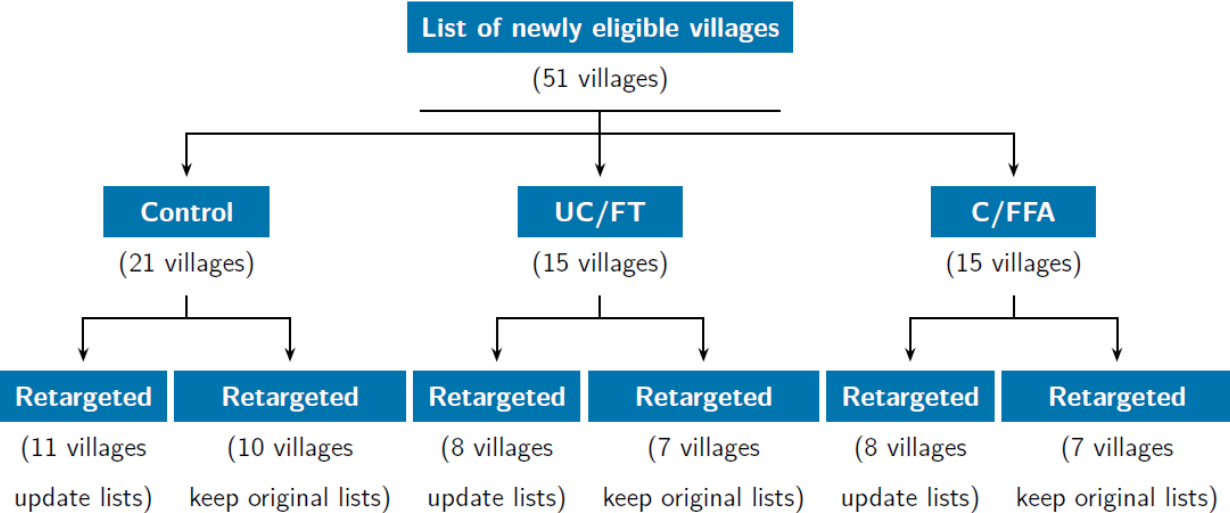 List of newly eligible villages
(51 villages)
Control
(21 villages)
UC/FT
(15 villages)
C/FFA
(15 villages)
Retargeted
(11 villages
update lists)
Retargeted
(10 villages
keep original lists)
Retargeted
(8 villages
update lists)
Retargeted
(7 villages
keep original lists)
Retargeted
(8 villages
update lists)
Retargeted
(7 villages
keep original lists)